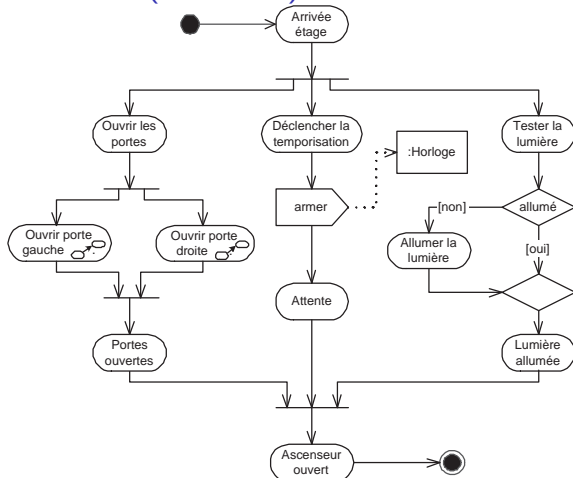 Arrivée
étage
Ouvrir les
portes
Déclencher la
temporisation
Tester la
lumière
:Horloge
armer
[non]
allumé
Ouvrir porte
gauche
Ouvrir porte
droite
Allumer la
lumière
[oui]
Attente
Portes
ouvertes
Lumière
allumée
Ascenseur
ouvert